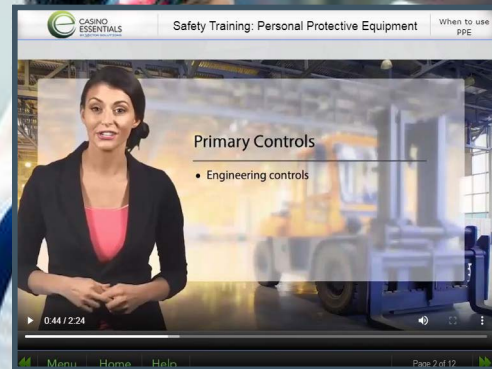 CASINO
ESSENTIALS
Safety Training: Personal Protective Equipment
When to use
PPE
Primary Controls
• Engineering controls
0:44 / 2:24
Menu Home Help
Page 2 of 12